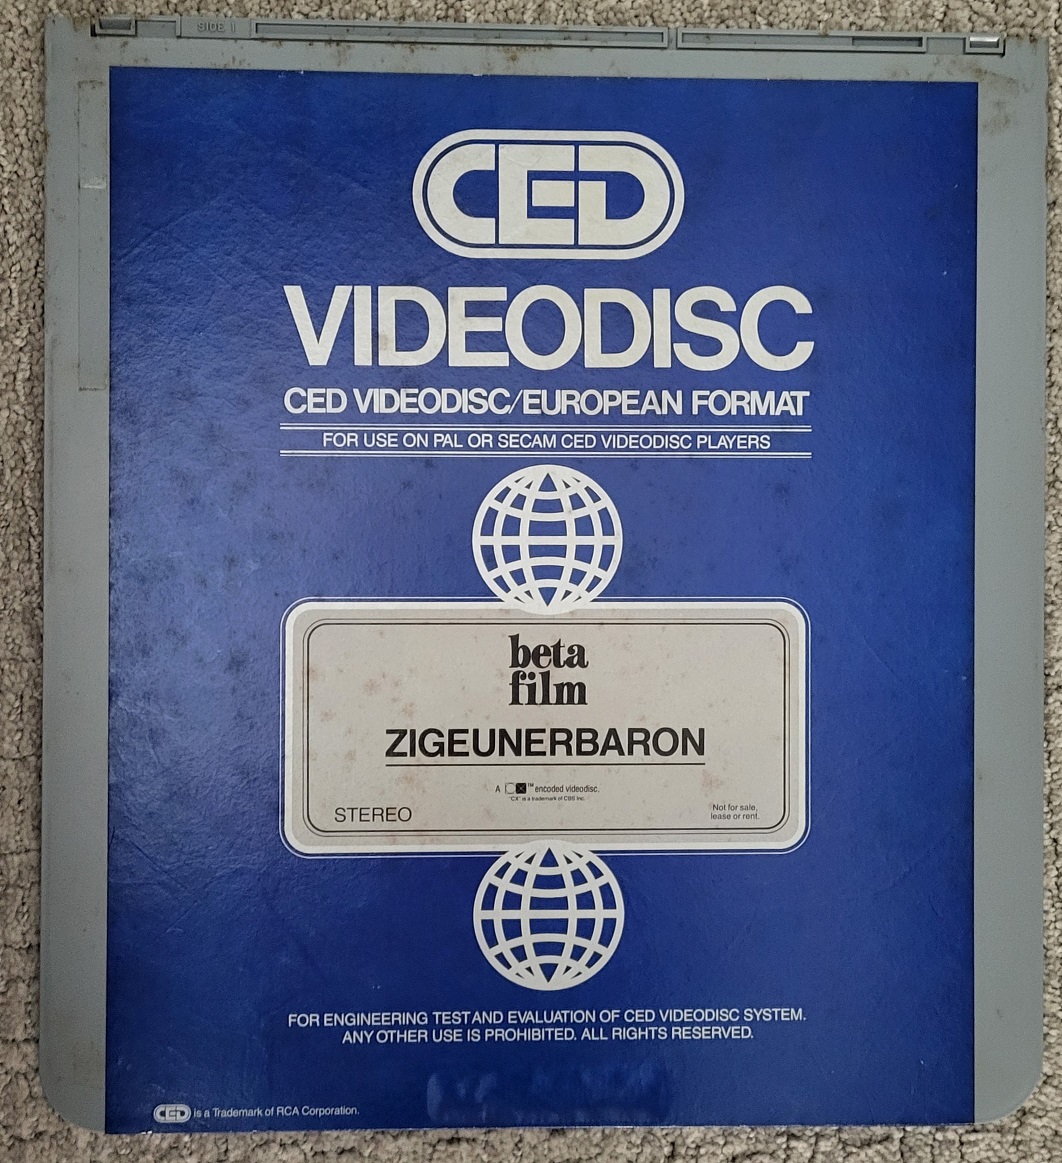 SIDE 1
CED
VIDEODISC
CED VIDEODISC/EUROPEAN FORMAT
FOR USE ON PAL OR SECAM CED VIDEODISC PLAYERS
beta
film
ZIGEUNERBARON
A CX™ encoded videodisc.
"CX" is a trademark of CBS Inc.
STEREO
Not for sale,
lease or rent.
FOR ENGINEERING TEST AND EVALUATION OF CED VIDEODISC SYSTEM.
ANY OTHER USE IS PROHIBITED. ALL RIGHTS RESERVED.
CED is a Trademark of RCA Corporation.